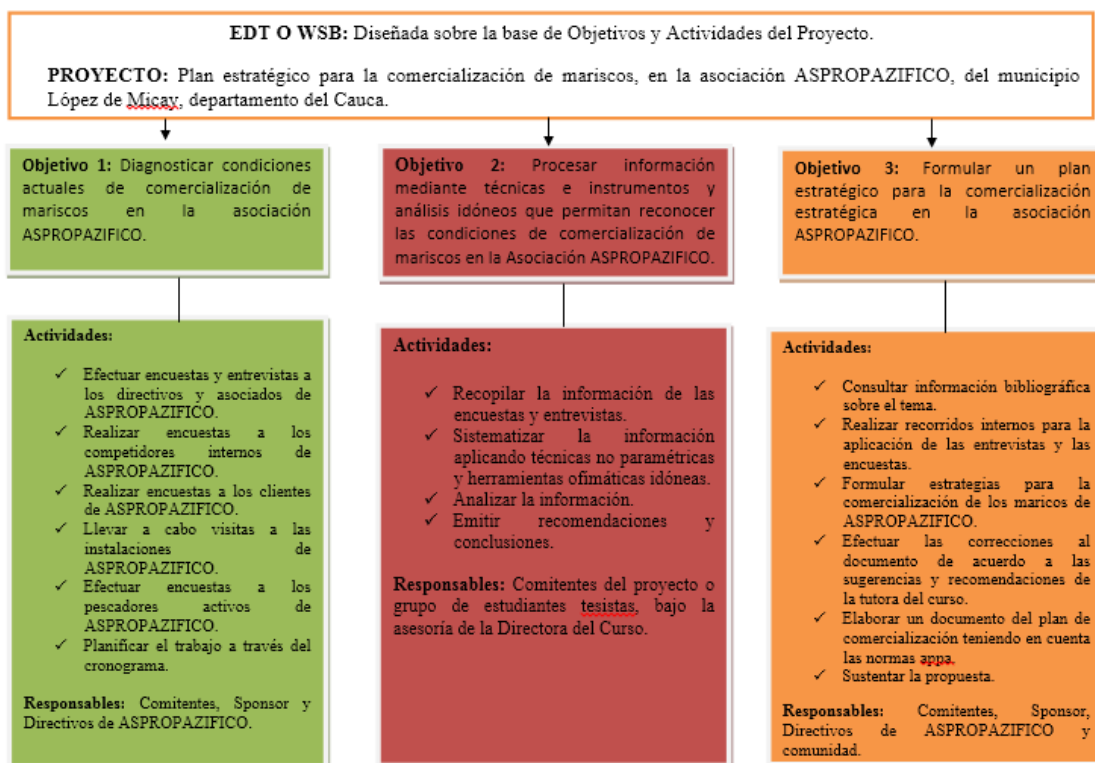 EDT O WSB: Diseñada sobre la base de Objetivos y Actividades del Proyecto.
PROYECTO: Plan estratégico para la comercialización de mariscos, en la asociación ASPROPAZIFICO, del municipio
López de Micay, departamento del Cauca.
Objetivo 1: Diagnosticar condiciones
actuales de comercialización de
mariscos en la asociación
ASPROPAZIFICO.
Objetivo 2: Procesar información
mediante técnicas e instrumentos y
análisis idóneos que permitan reconocer
las condiciones de comercialización de
mariscos en la Asociación ASPROPAZIFICO.
Objetivo 3: Formular un plan
estratégico para la comercialización
estratégica en la asociación
ASPROPAZIFICO.
Actividades:
✓ Efectuar encuestas y entrevistas a
los directivos y asociados de
ASPROPAZIFICO.
✓ Realizar encuestas a los
competidores internos de
ASPROPAZIFICO.
✓ Realizar encuestas a los clientes
de ASPROPAZIFICO.
✓ Llevar a cabo visitas a las
instalaciones de
ASPROPAZIFICO.
✓ Efectuar encuestas a los
pescadores activos de
ASPROPAZIFICO.
✓ Planificar el trabajo a través del
cronograma.
Responsables: Comitentes, Sponsor y
Directivos de ASPROPAZIFICO.
Actividades:
✓ Recopilar la información de las
encuestas y entrevistas.
✓ Sistematizar la información
aplicando técnicas no paramétricas
y herramientas ofimáticas idóneas.
✓ Analizar la información.
✓ Emitir recomendaciones y
conclusiones.
Responsables: Comitentes del proyecto o
grupo de estudiantes tesistas, bajo la
asesoría de la Directora del Curso.
Actividades:
✓ Consultar información bibliográfica
sobre el tema.
✓ Realizar recorridos internos para la
aplicación de las entrevistas y las
encuestas.
✓ Formular estrategias para la
comercialización de los maricos de
ASPROPAZIFICO.
✓ Efectuar las correcciones al
documento de acuerdo a las
sugerencias y recomendaciones de
la tutora del curso.
✓ Elaborar un documento del plan de
comercialización teniendo en cuenta
las normas appa.
✓ Sustentar la propuesta.
Responsables: Comitentes, Sponsor,
Directivos de ASPROPAZIFICO y
comunidad.